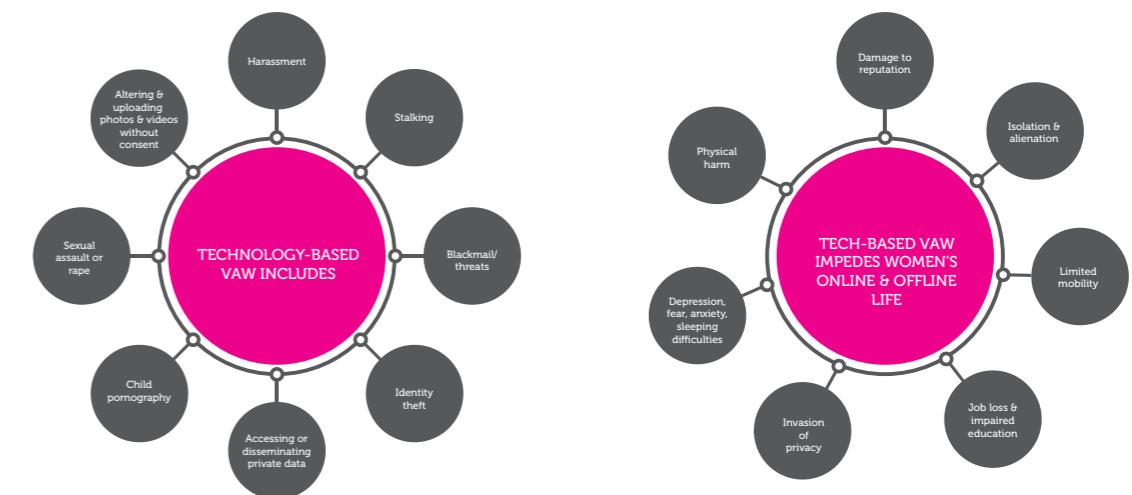 TECHNOLOGY-BASED
VAW INCLUDES
Harassment
Stalking
Blackmail/
threats
Identity
theft
Accessing or
disseminating
private data
Child
pornography
Sexual
assault or
rape
Altering &
uploading
photos & videos
without
consent
TECH-BASED VAW
IMPEDES WOMEN'S
ONLINE & OFFLINE
LIFE
Damage to
reputation
Isolation &
alienation
Limited
mobility
Job loss &
impaired
education
Invasion
of
privacy
Depression,
fear, anxiety,
sleeping
difficulties
Physical
harm